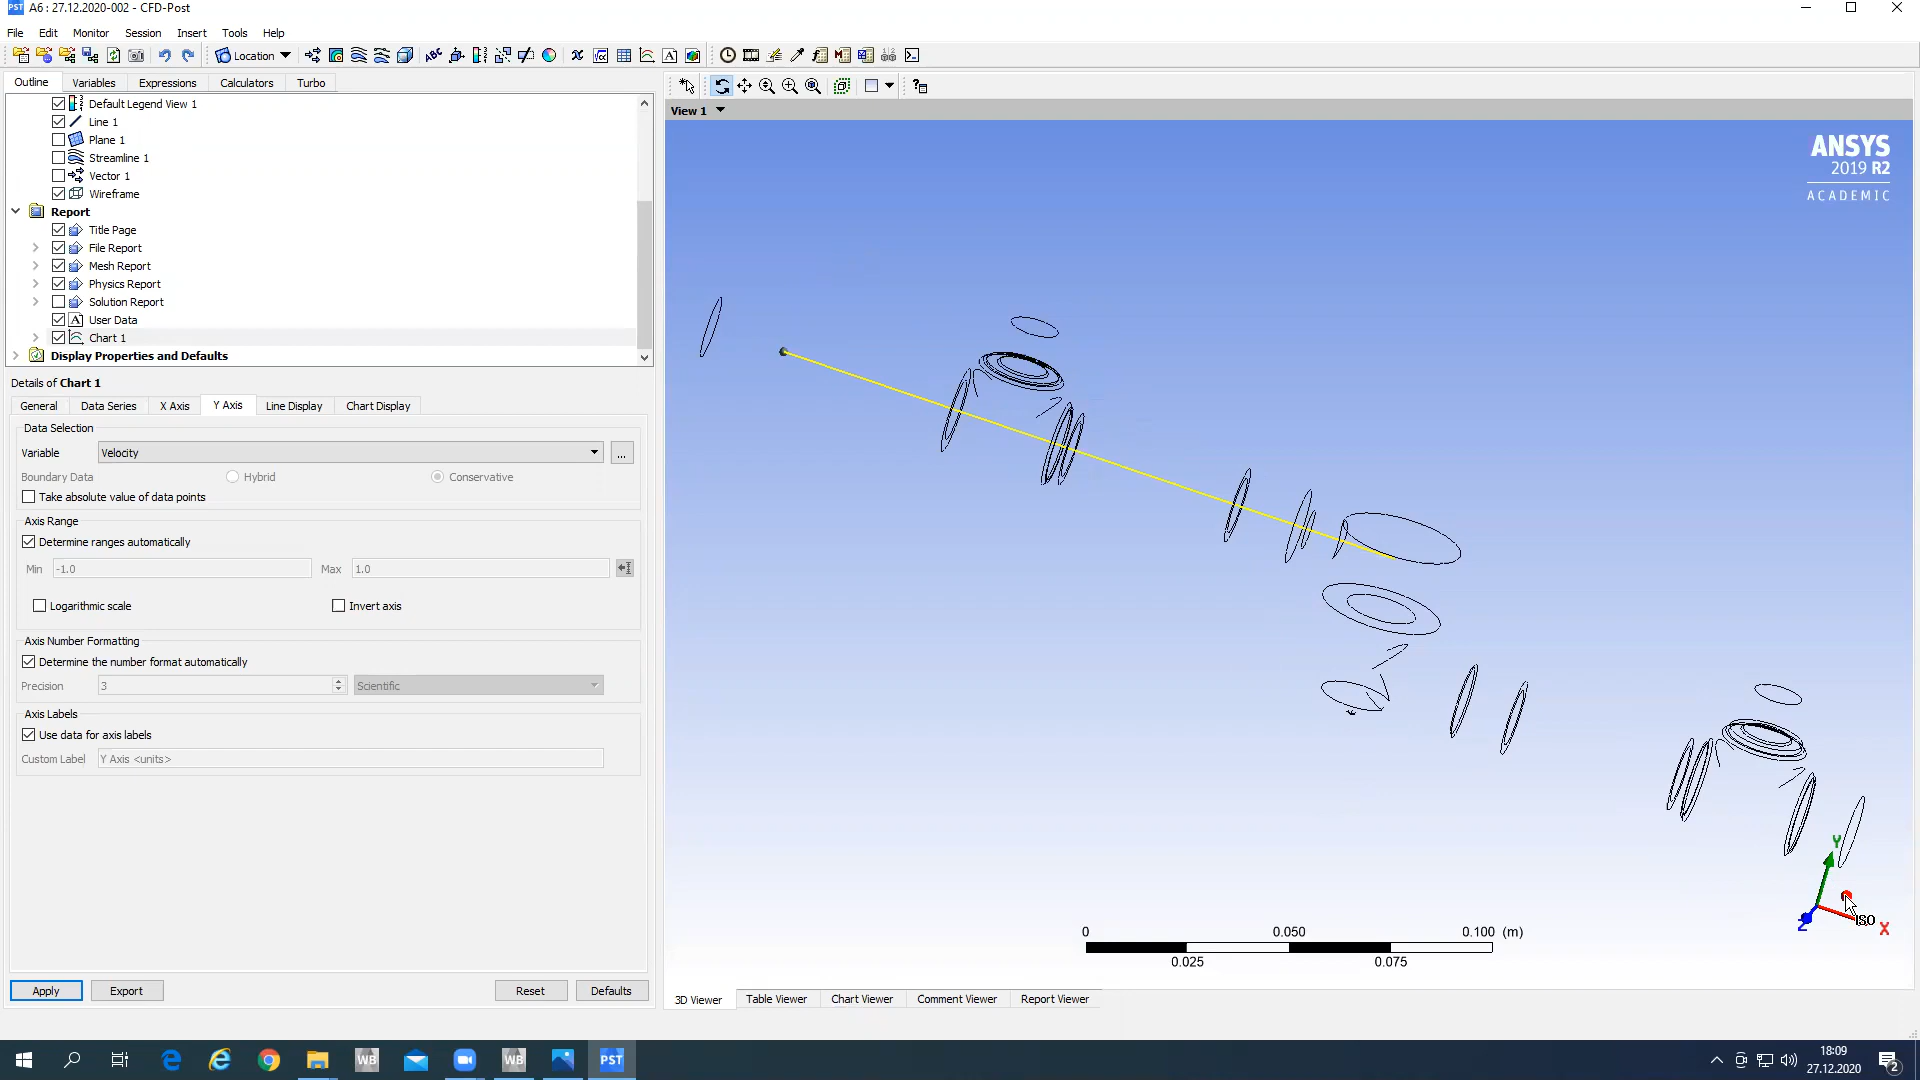 A6 : 27.12.2020-002 - CFD-Post
File Edit Monitor Session Insert Tools Help
Location
Outline Variables Expressions Calculators Turbo
Default Legend View 1
Line 1
Plane 1
Streamline 1
Vector 1
Wireframe
Report
Title Page
File Report
Mesh Report
Physics Report
Solution Report
User Data
Chart 1
Display Properties and Defaults
Details of Chart 1
General Data Series X Axis Y Axis Line Display Chart Display
Data Selection
Variable Velocity ...
Boundary Data Hybrid Conservative
Take absolute value of data points
Axis Range
Determine ranges automatically
Min -1.0 Max 1.0
Logarithmic scale Invert axis
Axis Number Formatting
Determine the number format automatically
Precision 3 Scientific
Axis Labels
Use data for axis labels
Custom Label Y Axis <units>
Apply Export Reset Defaults
View 1
ANSYS
2019 R2
ACADEMIC
Y
ISO
Z X
0 0.050 0.100 (m)
0.025 0.075
3D Viewer Table Viewer Chart Viewer Comment Viewer Report Viewer
WB WB PST
18:09
27.12.2020
2